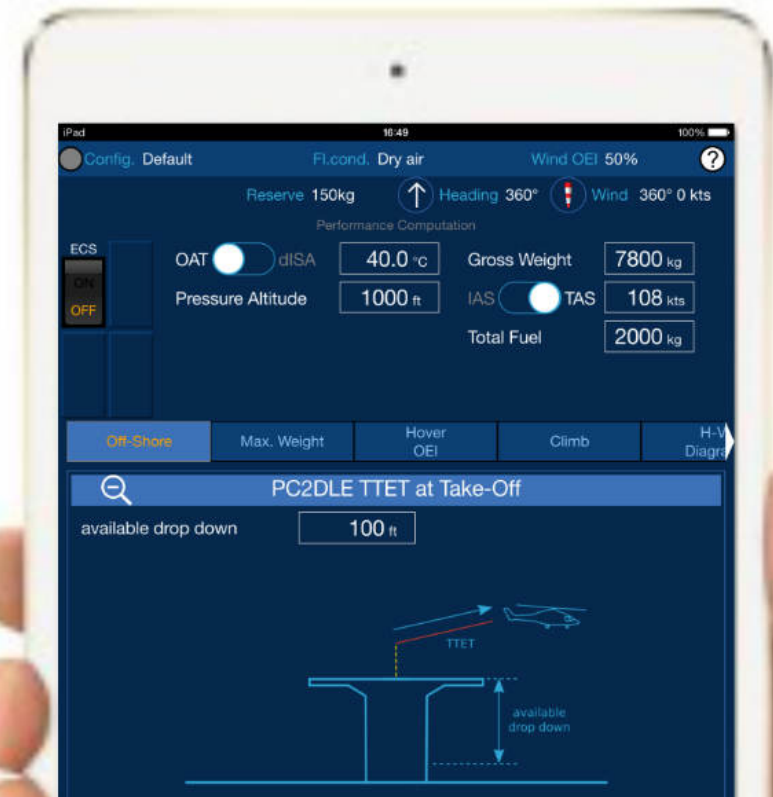 iPad 16:49 100%
Config. Default Fl.cond. Dry air Wind OEI 50% ?
Reserve 150kg Heading 360° Wind 360° 0 kts
Performance Computation
ECS
ON
OFF
OAT dISA 40.0 °C Gross Weight 7800 kg
Pressure Altitude 1000 ft IAS TAS 108 kts
Total Fuel 2000 kg
Off-Shore Max. Weight Hover OEI Climb H-V Diagra
PC2DLE TTET at Take-Off
available drop down 100 ft
TTET
available
drop down